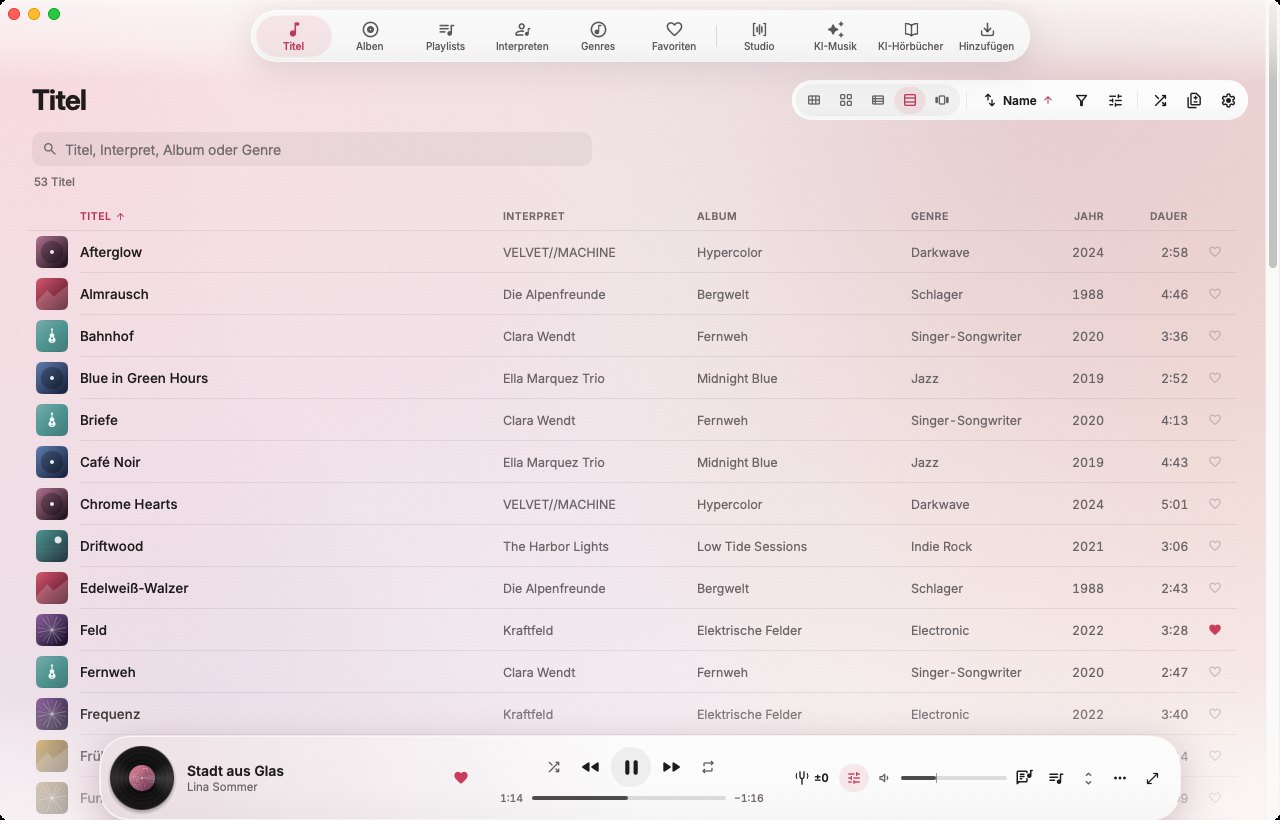 Titel
Alben
Playlists
Interpreten
Genres
Favoriten
Studio
KI-Musik
KI-Hörbücher
Hinzufügen
Titel
Name
Titel, Interpret, Album oder Genre
53 Titel
TITEL INTERPRET ALBUM GENRE JAHR DAUER
Afterglow VELVET//MACHINE Hypercolor Darkwave 2024 2:58
Almrausch Die Alpenfreunde Bergwelt Schlager 1988 4:46
Bahnhof Clara Wendt Fernweh Singer-Songwriter 2020 3:36
Blue in Green Hours Ella Marquez Trio Midnight Blue Jazz 2019 2:52
Briefe Clara Wendt Fernweh Singer-Songwriter 2020 4:13
Café Noir Ella Marquez Trio Midnight Blue Jazz 2019 4:43
Chrome Hearts VELVET//MACHINE Hypercolor Darkwave 2024 5:01
Driftwood The Harbor Lights Low Tide Sessions Indie Rock 2021 3:06
Edelweiß-Walzer Die Alpenfreunde Bergwelt Schlager 1988 2:43
Feld Kraftfeld Elektrische Felder Electronic 2022 3:28
Fernweh Clara Wendt Fernweh Singer-Songwriter 2020 2:47
Frequenz Kraftfeld Elektrische Felder Electronic 2022 3:40
Stadt aus Glas
Lina Sommer
±0
1:14 −1:16